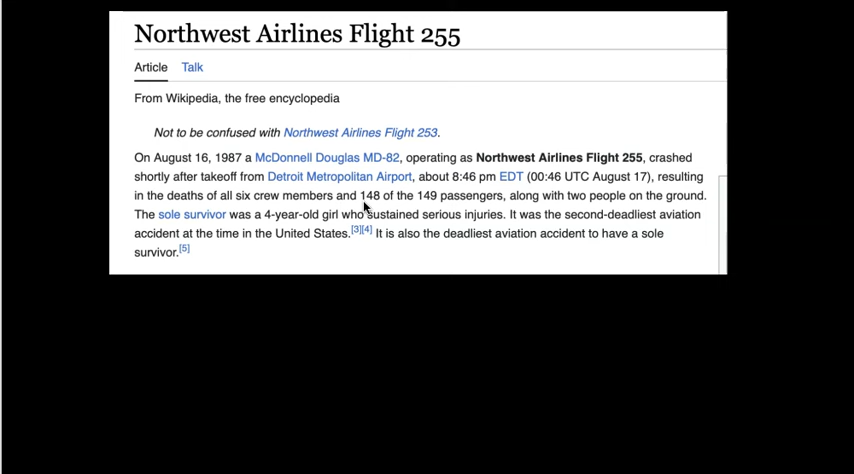 Northwest Airlines Flight 255
Article Talk
From Wikipedia, the free encyclopedia
Not to be confused with Northwest Airlines Flight 253.
On August 16, 1987 a McDonnell Douglas MD-82, operating as Northwest Airlines Flight 255, crashed
shortly after takeoff from Detroit Metropolitan Airport, about 8:46 pm EDT (00:46 UTC August 17), resulting
in the deaths of all six crew members and 148 of the 149 passengers, along with two people on the ground.
The sole survivor was a 4-year-old girl who sustained serious injuries. It was the second-deadliest aviation
accident at the time in the United States.[3][4] It is also the deadliest aviation accident to have a sole
survivor.[5]